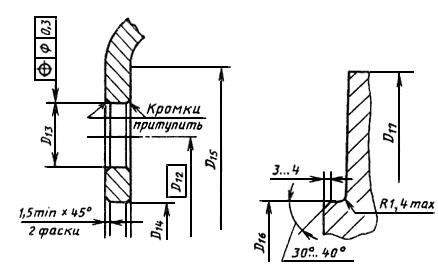 ⌖ Ф 0,3
Кромки
притупить
D13
D12
D15
D14
1,5min × 45°
2 фаски
3...4
D17
D16
R1,4 max
30°...40°